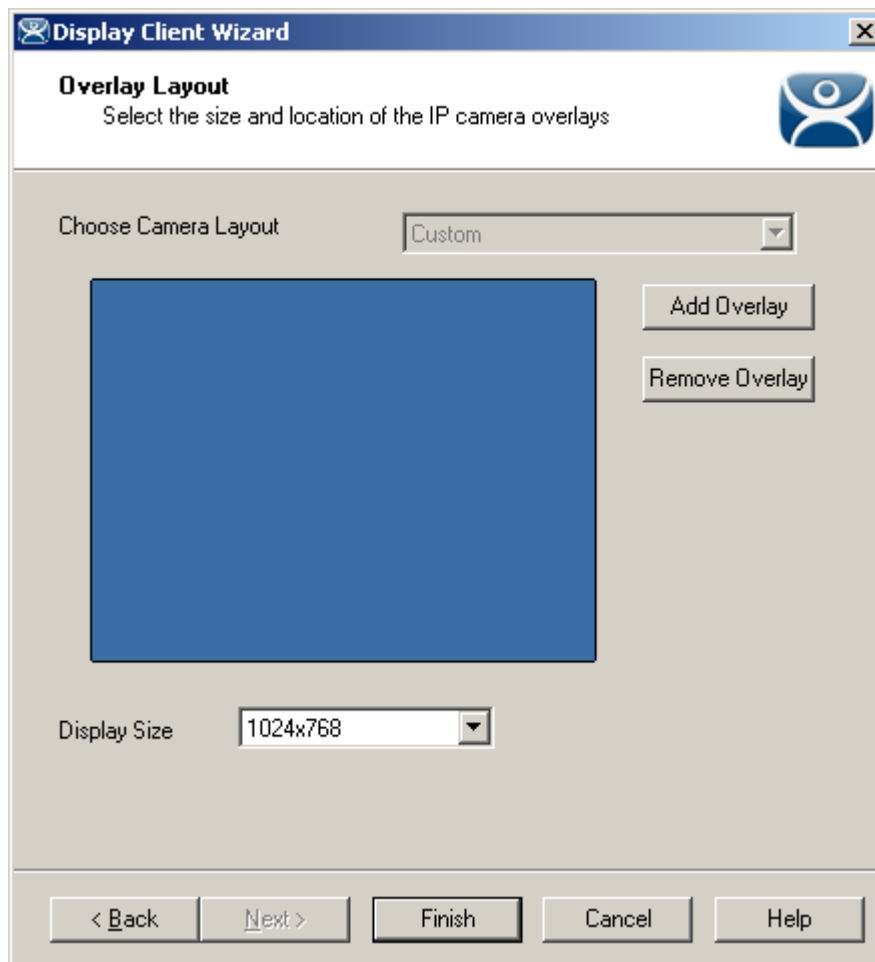 Display Client Wizard
Overlay Layout
Select the size and location of the IP camera overlays
Choose Camera Layout
Custom
Add Overlay
Remove Overlay
Display Size
1024x768
< Back
Next >
Finish
Cancel
Help